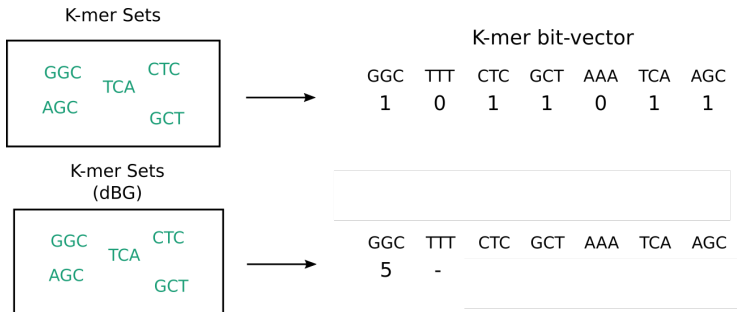 K-mer Sets
GGC TCA CTC
AGC GCT
K-mer bit-vector
GGC TTT CTC GCT AAA TCA AGC
1 0 1 1 0 1 1
K-mer Sets
(dBG)
GGC TCA CTC
AGC GCT
GGC TTT CTC GCT AAA TCA AGC
5 -